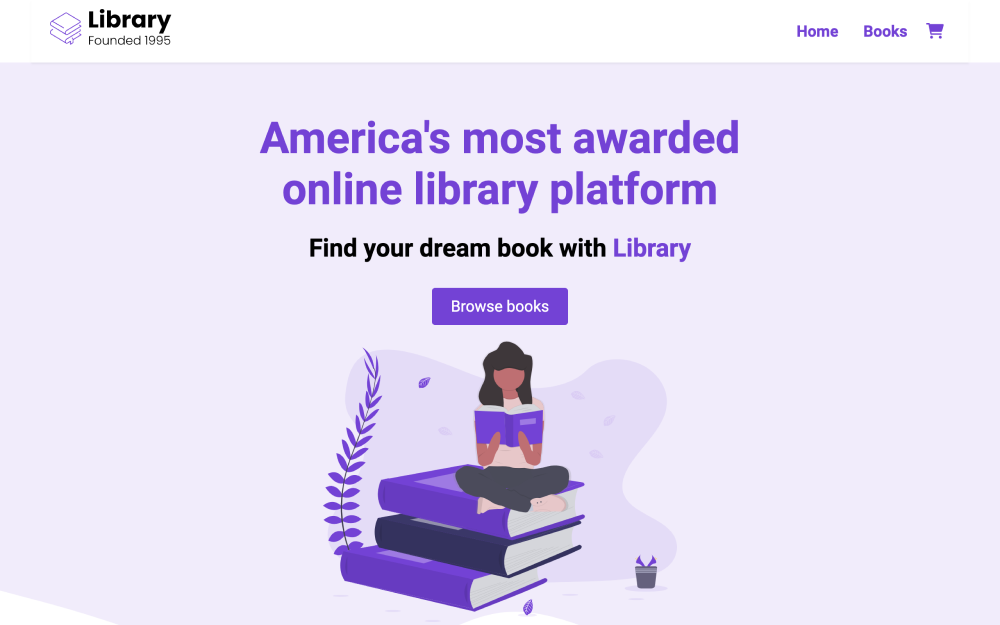 Library
Founded 1995
Home
Books
America's most awarded
online library platform
Find your dream book with Library
Browse books